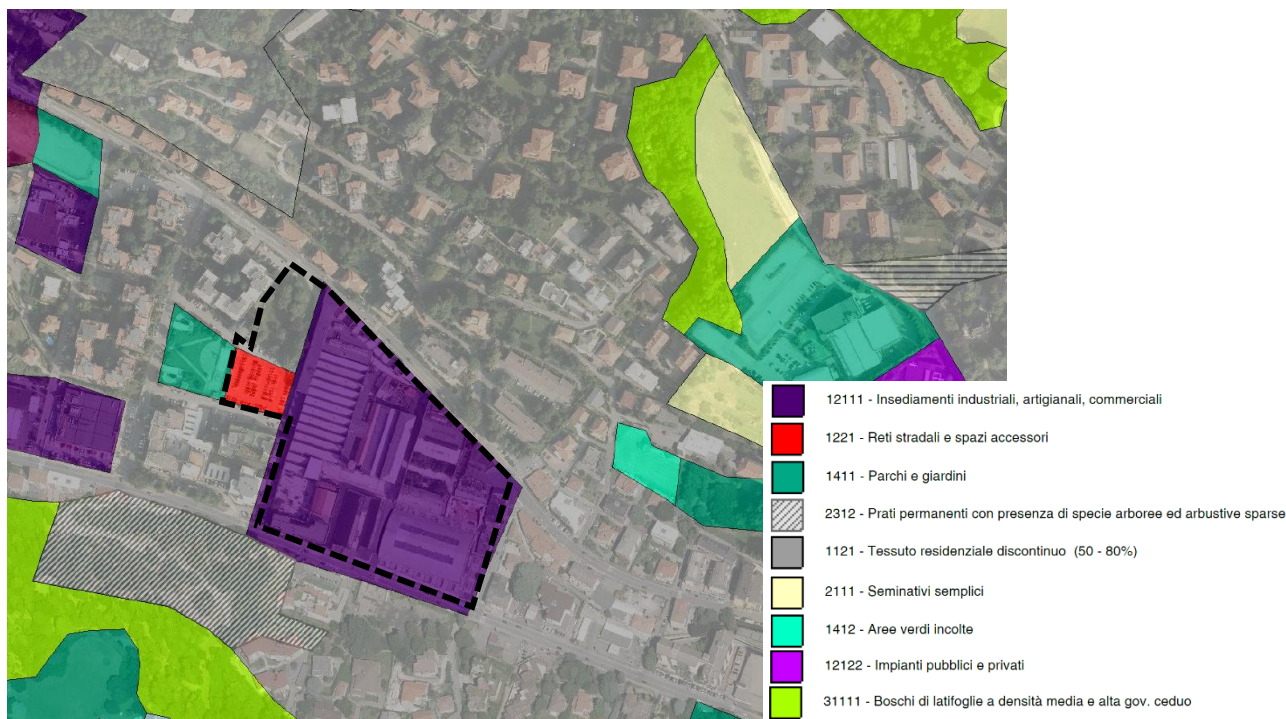 12111 - Insediamenti industriali, artigianali, commerciali
1221 - Reti stradali e spazi accessori
1411 - Parchi e giardini
2312 - Prati permanenti con presenza di specie arboree ed arbustive sparse
1121 - Tessuto residenziale discontinuo (50 - 80%)
2111 - Seminativi semplici
1412 - Aree verdi incolte
12122 - Impianti pubblici e privati
31111 - Boschi di latifoglie a densità media e alta gov. ceduo